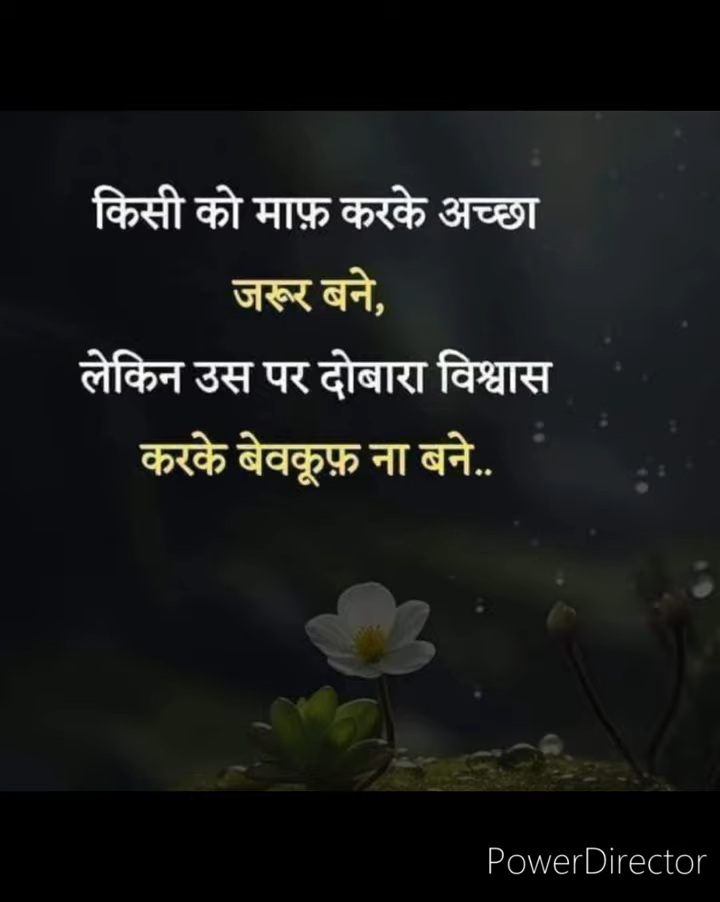 किसी को माफ़ करके अच्छा
जरूर बने,
लेकिन उस पर दोबारा विश्वास
करके बेवकूफ़ ना बने..
PowerDirector